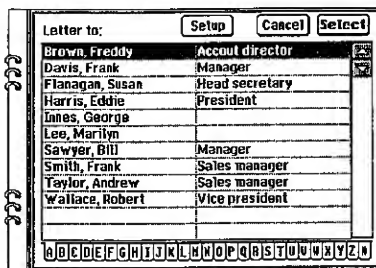 Letter to: Setup Cancel Select
Brown, Freddy Accout director
Davis, Frank Manager
Flanagan, Susan Head secretary
Harris, Eddie President
Innes, George
Lee, Marilyn
Sawyer, Bill Manager
Smith, Frank Sales manager
Taylor, Andrew Sales manager
Wallace, Robert Vice president
A B C D E F G H I J K L M N O P Q R S T U V W X Y Z